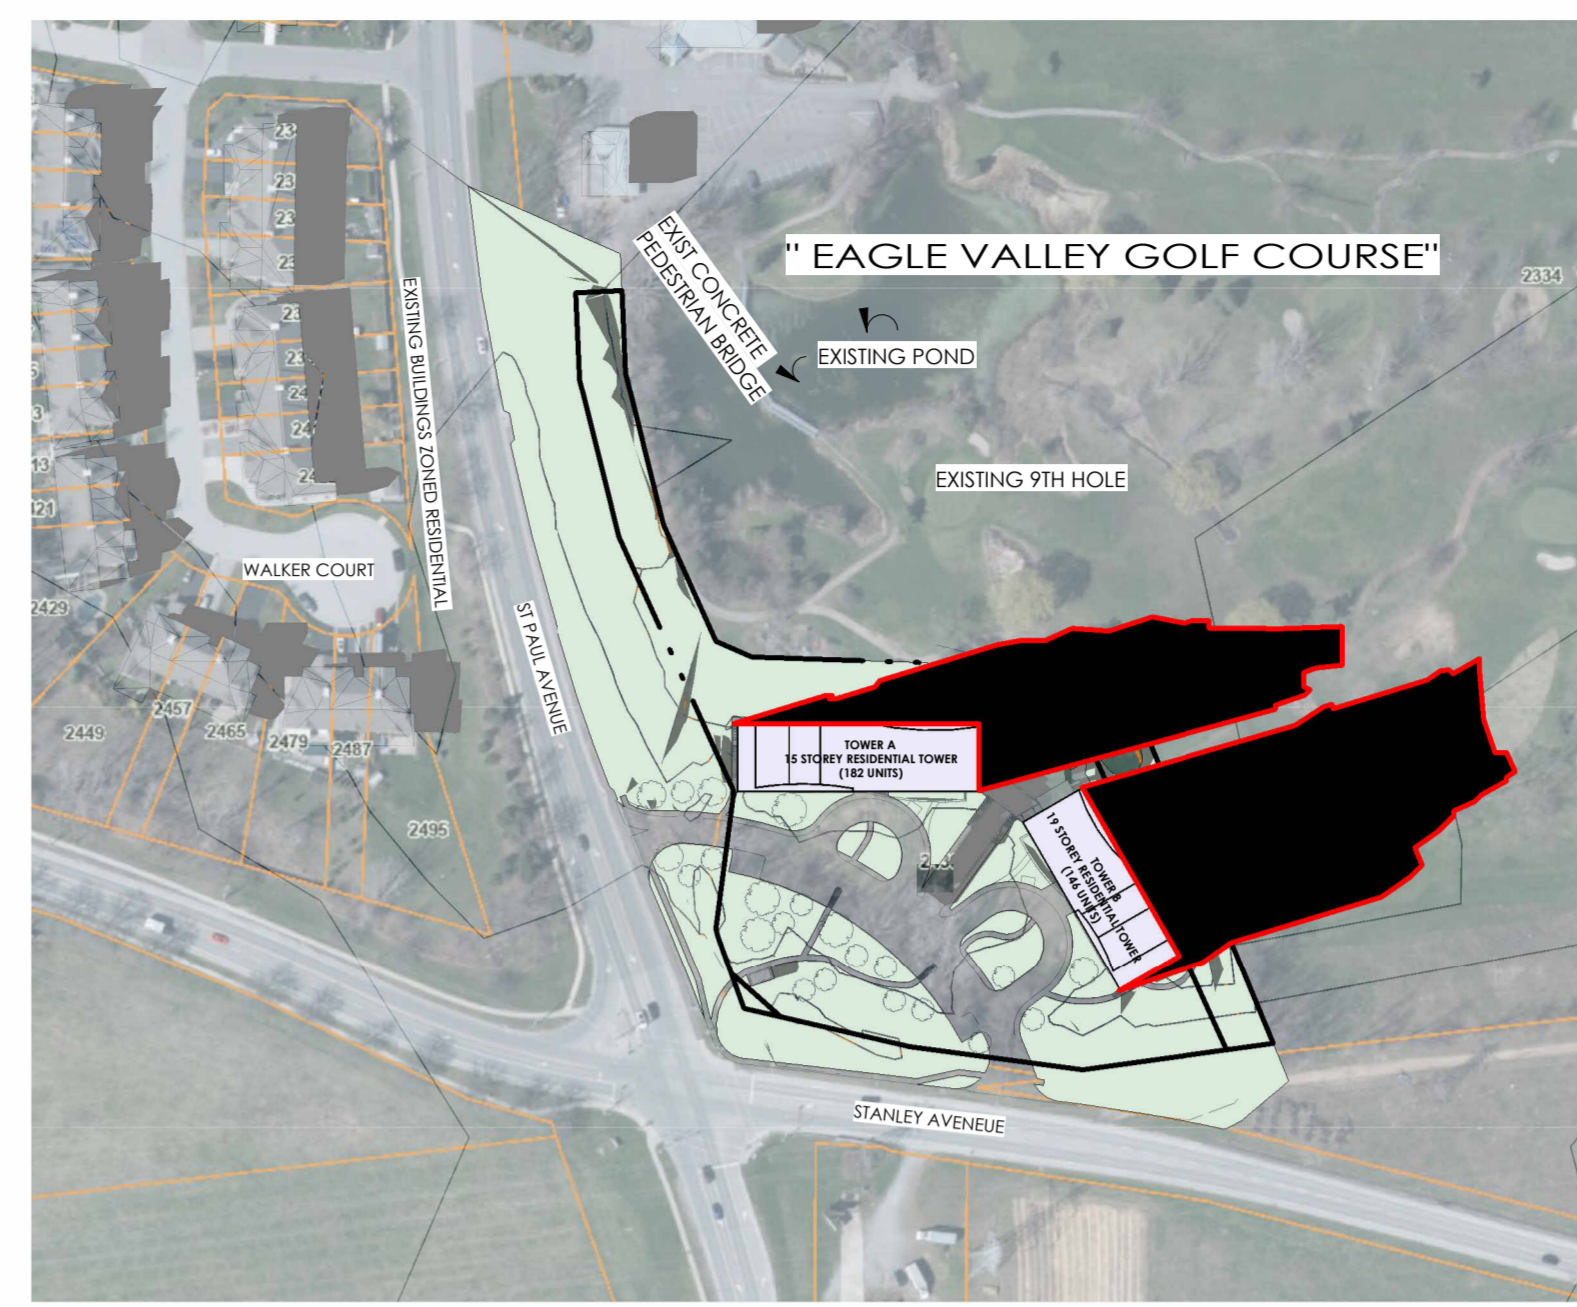 " EAGLE VALLEY GOLF COURSE"
2334
EXIST CONCRETE
PEDESTRIAN BRIDGE
EXISTING POND
EXISTING 9TH HOLE
EXISTING BUILDINGS ZONED RESIDENTIAL
WALKER COURT
ST PAUL AVENUE
2429
2449
2457
2465
2479
2487
2495
TOWER A
15 STOREY RESIDENTIAL TOWER
(182 UNITS)
TOWER B
19 STOREY RESIDENTIAL TOWER
(146 UNITS)
STANLEY AVENEUE